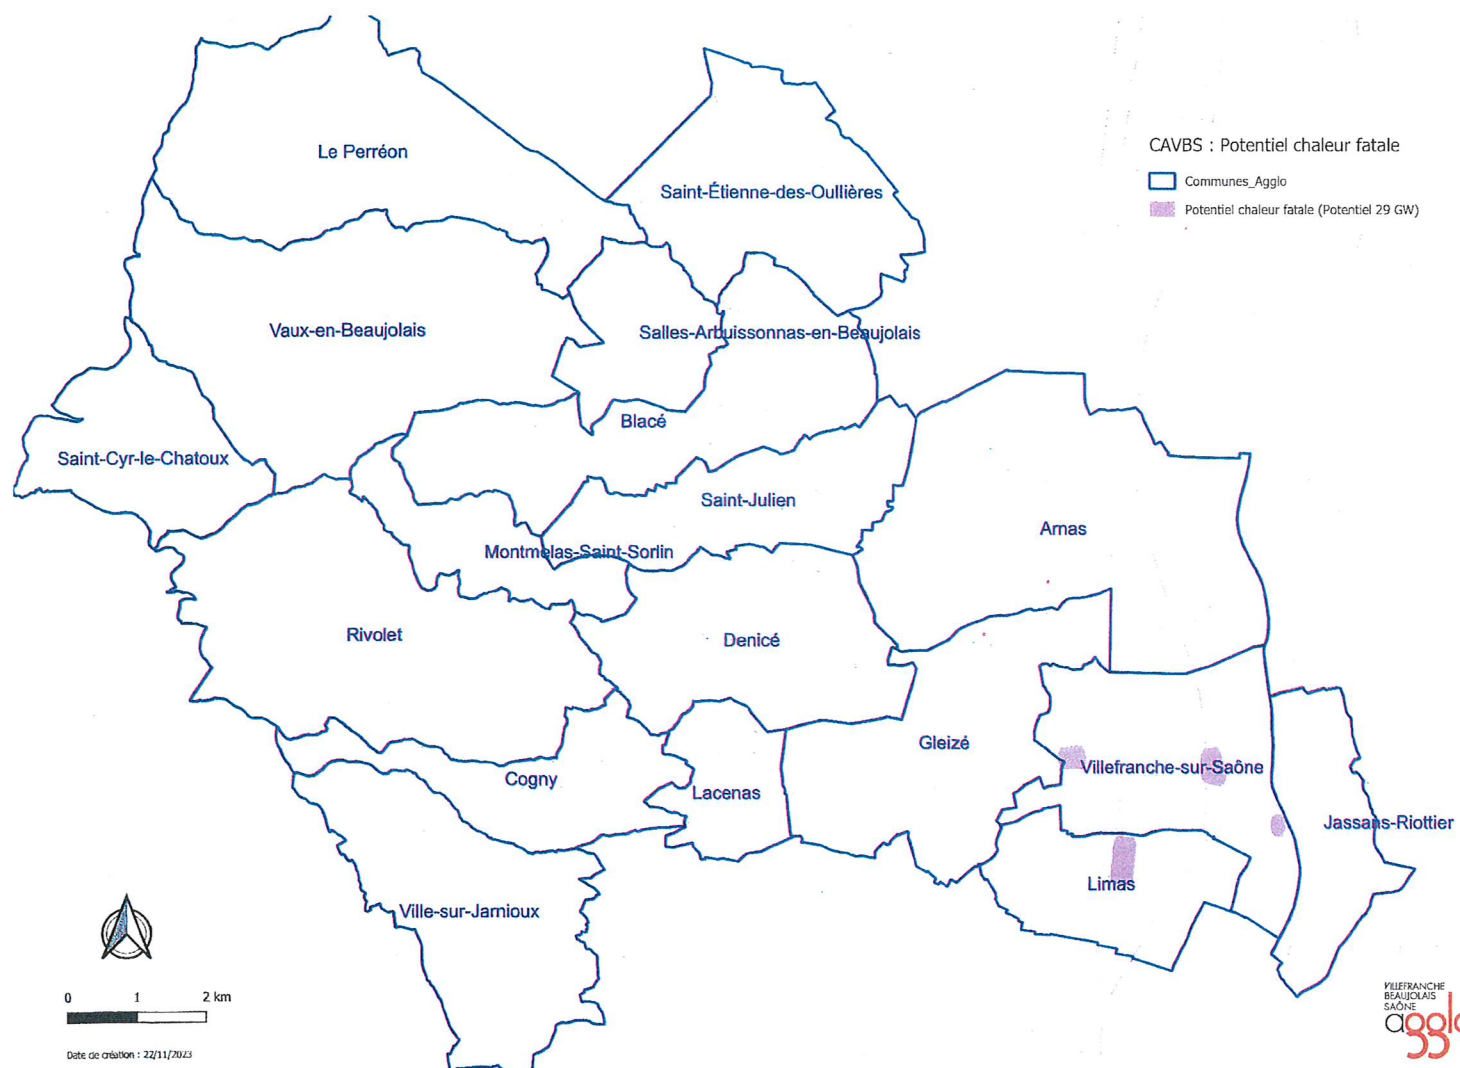 Le Perréon
Saint-Étienne-des-Oullières
CAVBS : Potentiel chaleur fatale
Communes_Agglo
Potentiel chaleur fatale (Potentiel 29 GW)
Vaux-en-Beaujolais
Salles-Arbuissonnas-en-Beaujolais
Blacé
Saint-Cyr-le-Chatoux
Saint-Julien
Arnas
Montmelas-Saint-Sorlin
Rivolet
Denicé
Gleizé
Villefranche-sur-Saône
Cogny
Lacenas
Jassans-Riottier
Limas
Ville-sur-Jarnioux
0 1 2 km
Date de création : 22/11/2023
VILLEFRANCHE
BEAUJOLAIS
SAÔNE
agglo